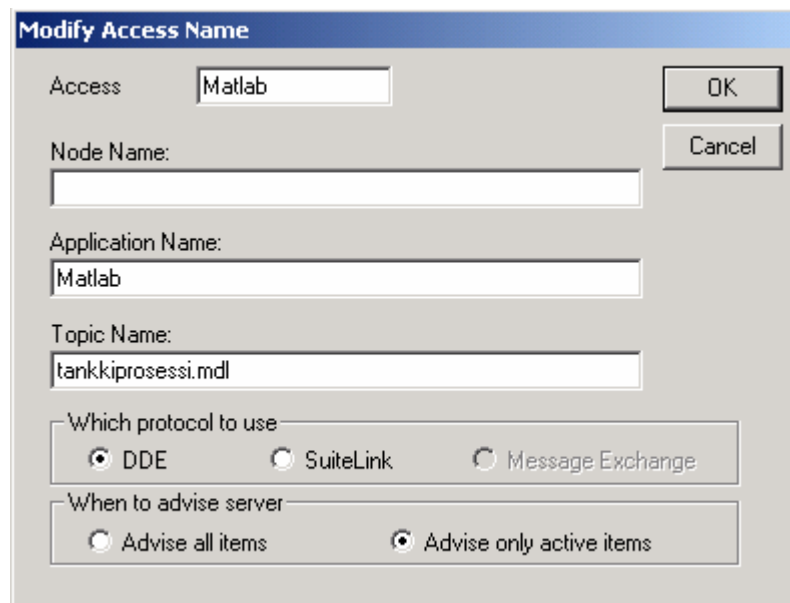 Modify Access Name
Access Matlab OK
Node Name: Cancel
Application Name:
Matlab
Topic Name:
tankkiprosessi.mdl
Which protocol to use
DDE SuiteLink Message Exchange
When to advise server
Advise all items Advise only active items